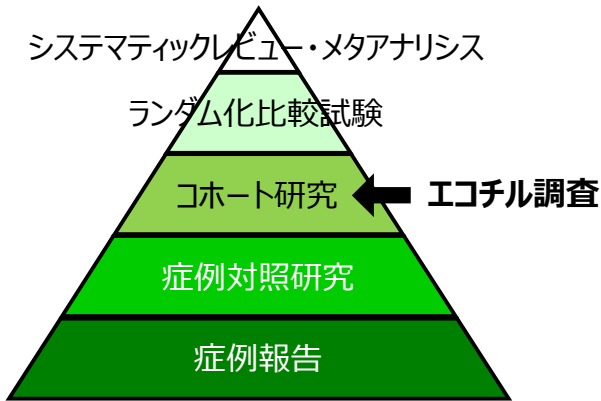 システマティックレビュー・メタアナリシス
ランダム化比較試験
コホート研究
エコチル調査
症例対照研究
症例報告